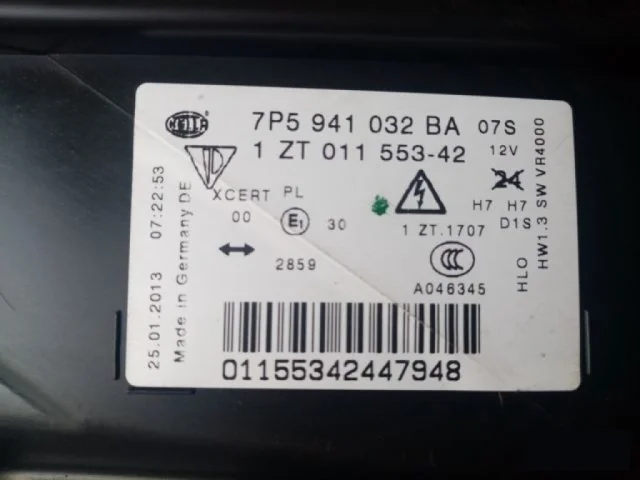 HELLA ®
7P5 941 032 BA 07S
1 ZT 011 553-42 12V
XCERT PL
24
H7 H7
00 E1 30
1 ZT.1707 D1S
2859
CCC
A046345
01155342447948
25.01.2013 07:22:53
Made in Germany DE
HLO
HW1.3 SW VR4000